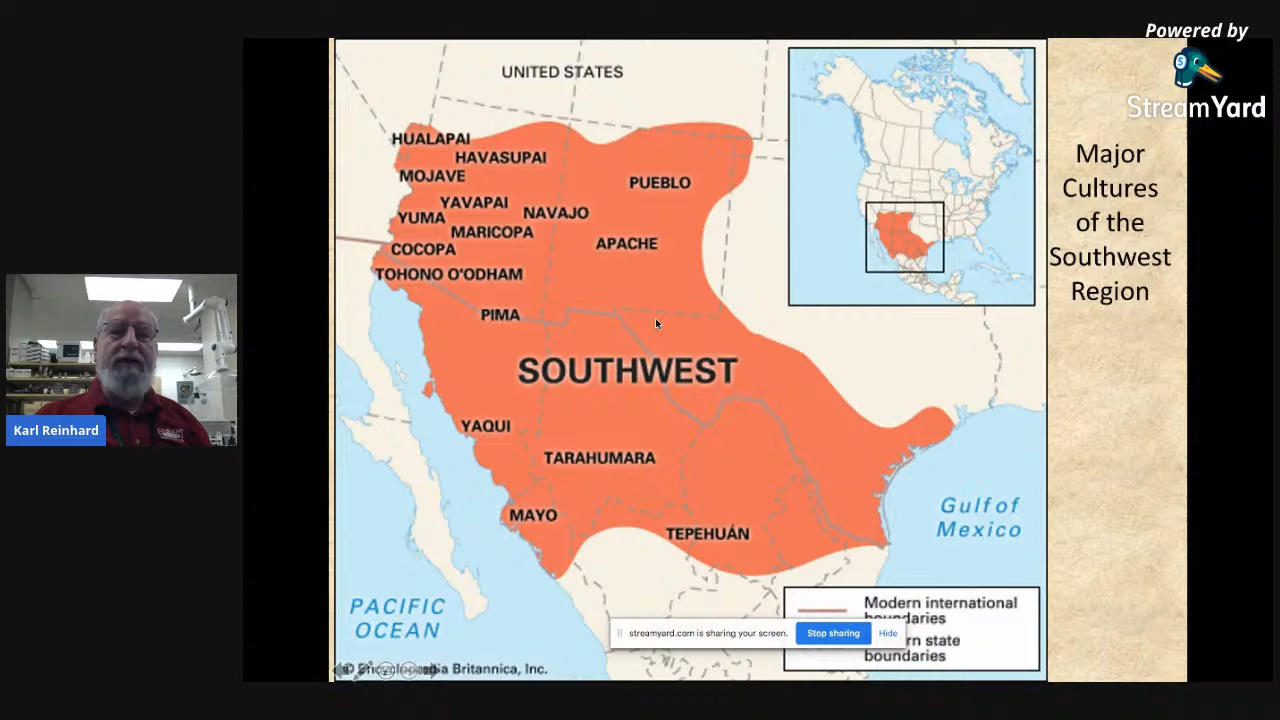 Powered by
StreamYard
UNITED STATES
HUALAPAI
HAVASUPAI
MOJAVE
PUEBLO
YAVAPAI
NAVAJO
YUMA
MARICOPA
APACHE
COCOPA
TOHONO O'ODHAM
PIMA
SOUTHWEST
YAQUI
TARAHUMARA
MAYO
TEPEHUÁN
Gulf of
Mexico
PACIFIC
OCEAN
Modern international
boundaries
boundaries
streamyard.com is sharing your screen.
Stop sharing
Hide
Britannica, Inc.
Major
Cultures
of the
Southwest
Region
Karl Reinhard